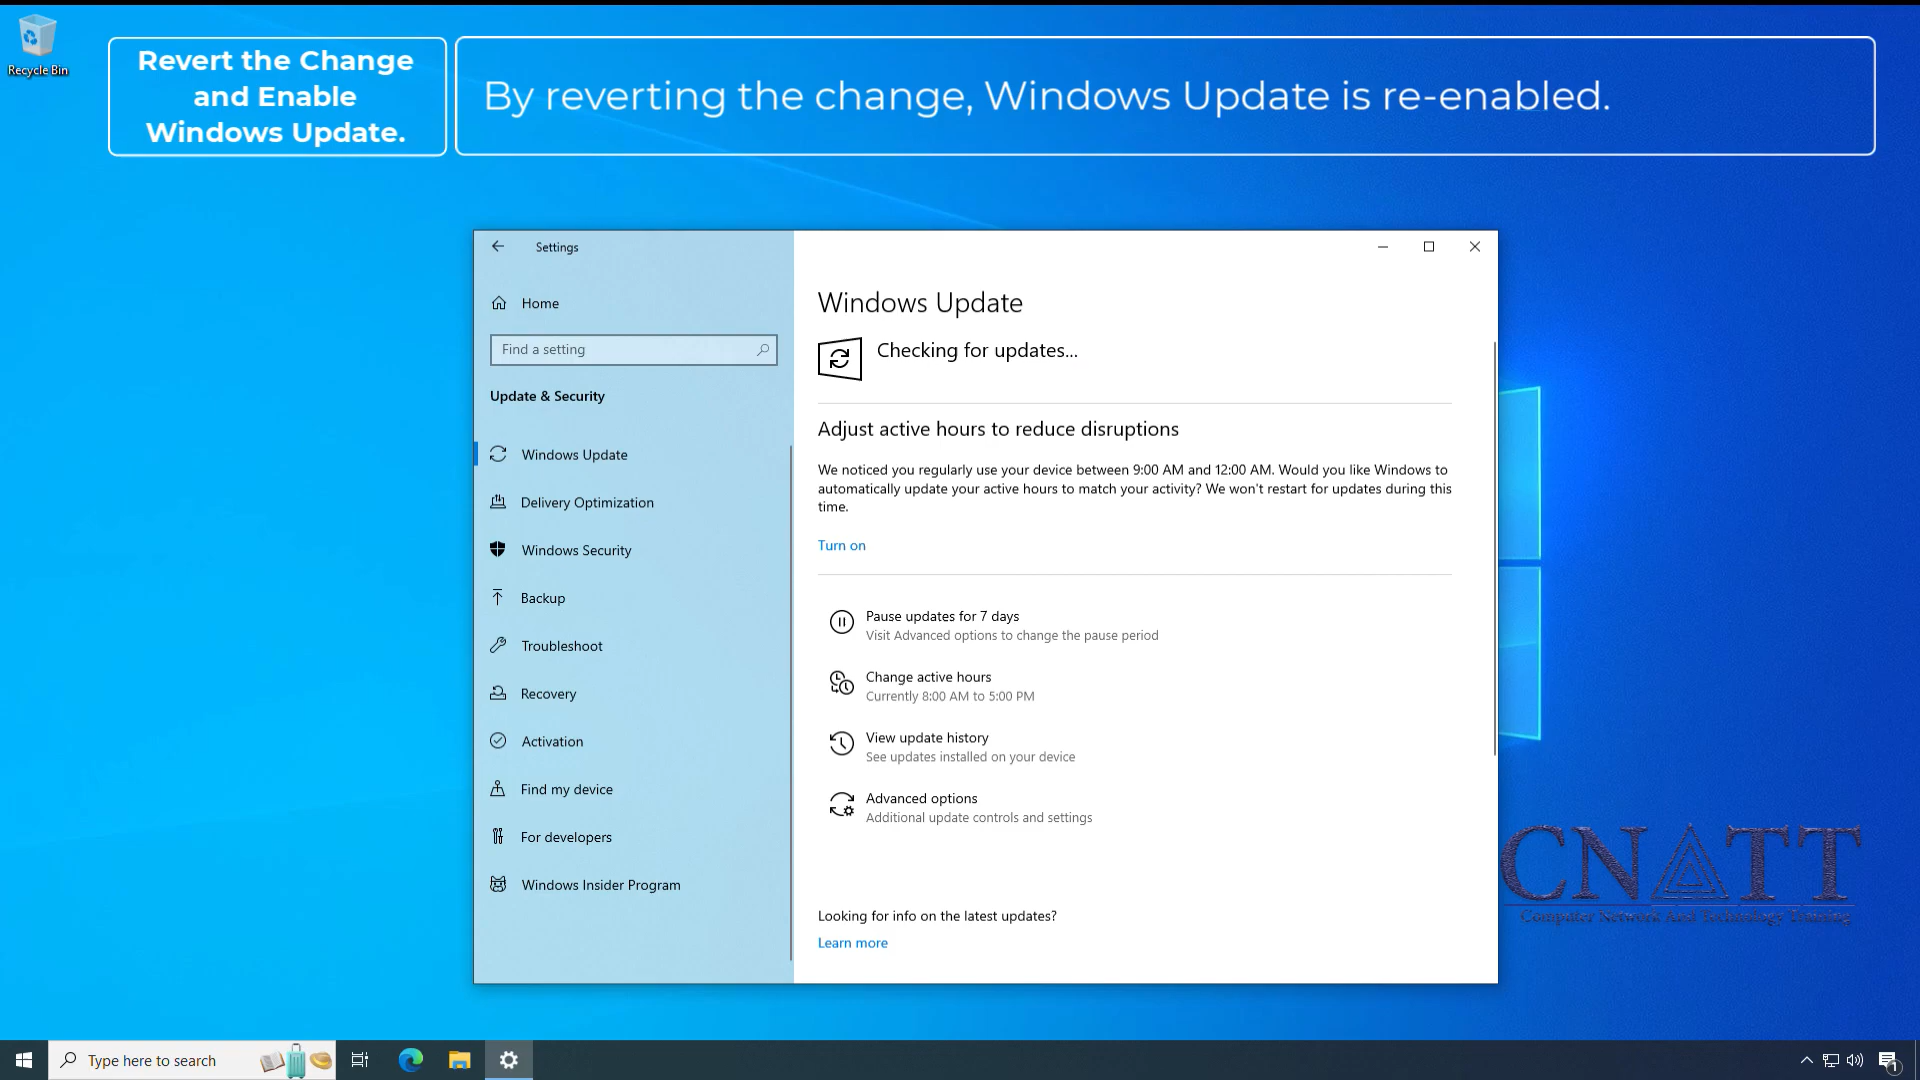 Recycle Bin
Revert the Change
and Enable
Windows Update.
By reverting the change, Windows Update is re-enabled.
Settings
Home
Find a setting
Update & Security
Windows Update
Delivery Optimization
Windows Security
Backup
Troubleshoot
Recovery
Activation
Find my device
For developers
Windows Insider Program
Windows Update
Checking for updates...
Adjust active hours to reduce disruptions
We noticed you regularly use your device between 9:00 AM and 12:00 AM. Would you like Windows to
automatically update your active hours to match your activity? We won't restart for updates during this
time.
Turn on
Pause updates for 7 days
Visit Advanced options to change the pause period
Change active hours
Currently 8:00 AM to 5:00 PM
View update history
See updates installed on your device
Advanced options
Additional update controls and settings
Looking for info on the latest updates?
Learn more
CNATT
Computer Network And Technology Training
Type here to search
1